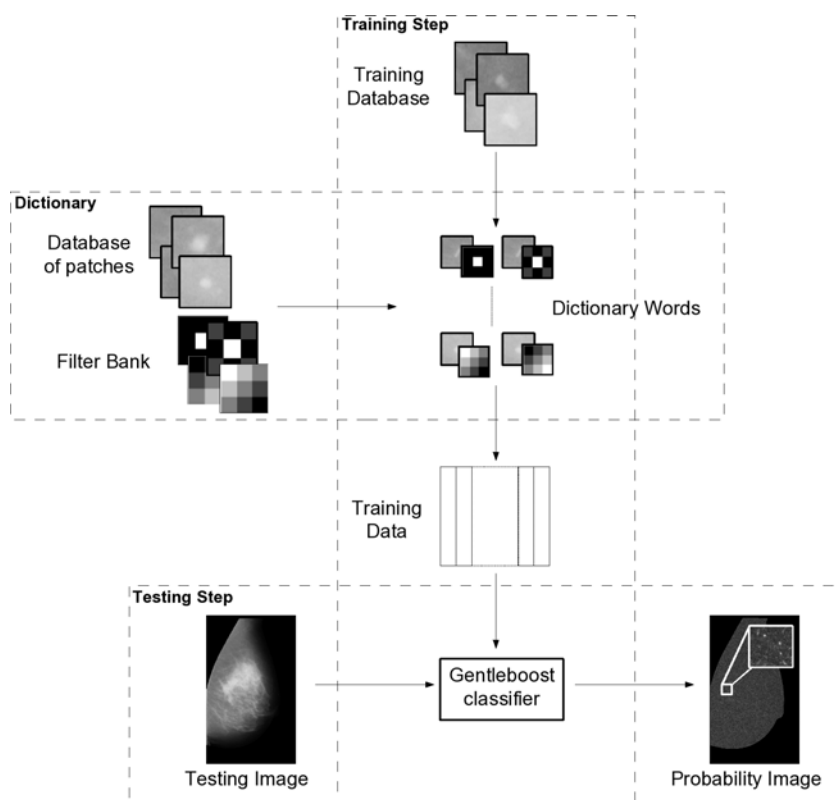 Training Step
Training
Database
Dictionary
Database
of patches
Dictionary Words
Filter Bank
Training
Data
Testing Step
Gentleboost
classifier
Testing Image
Probability Image